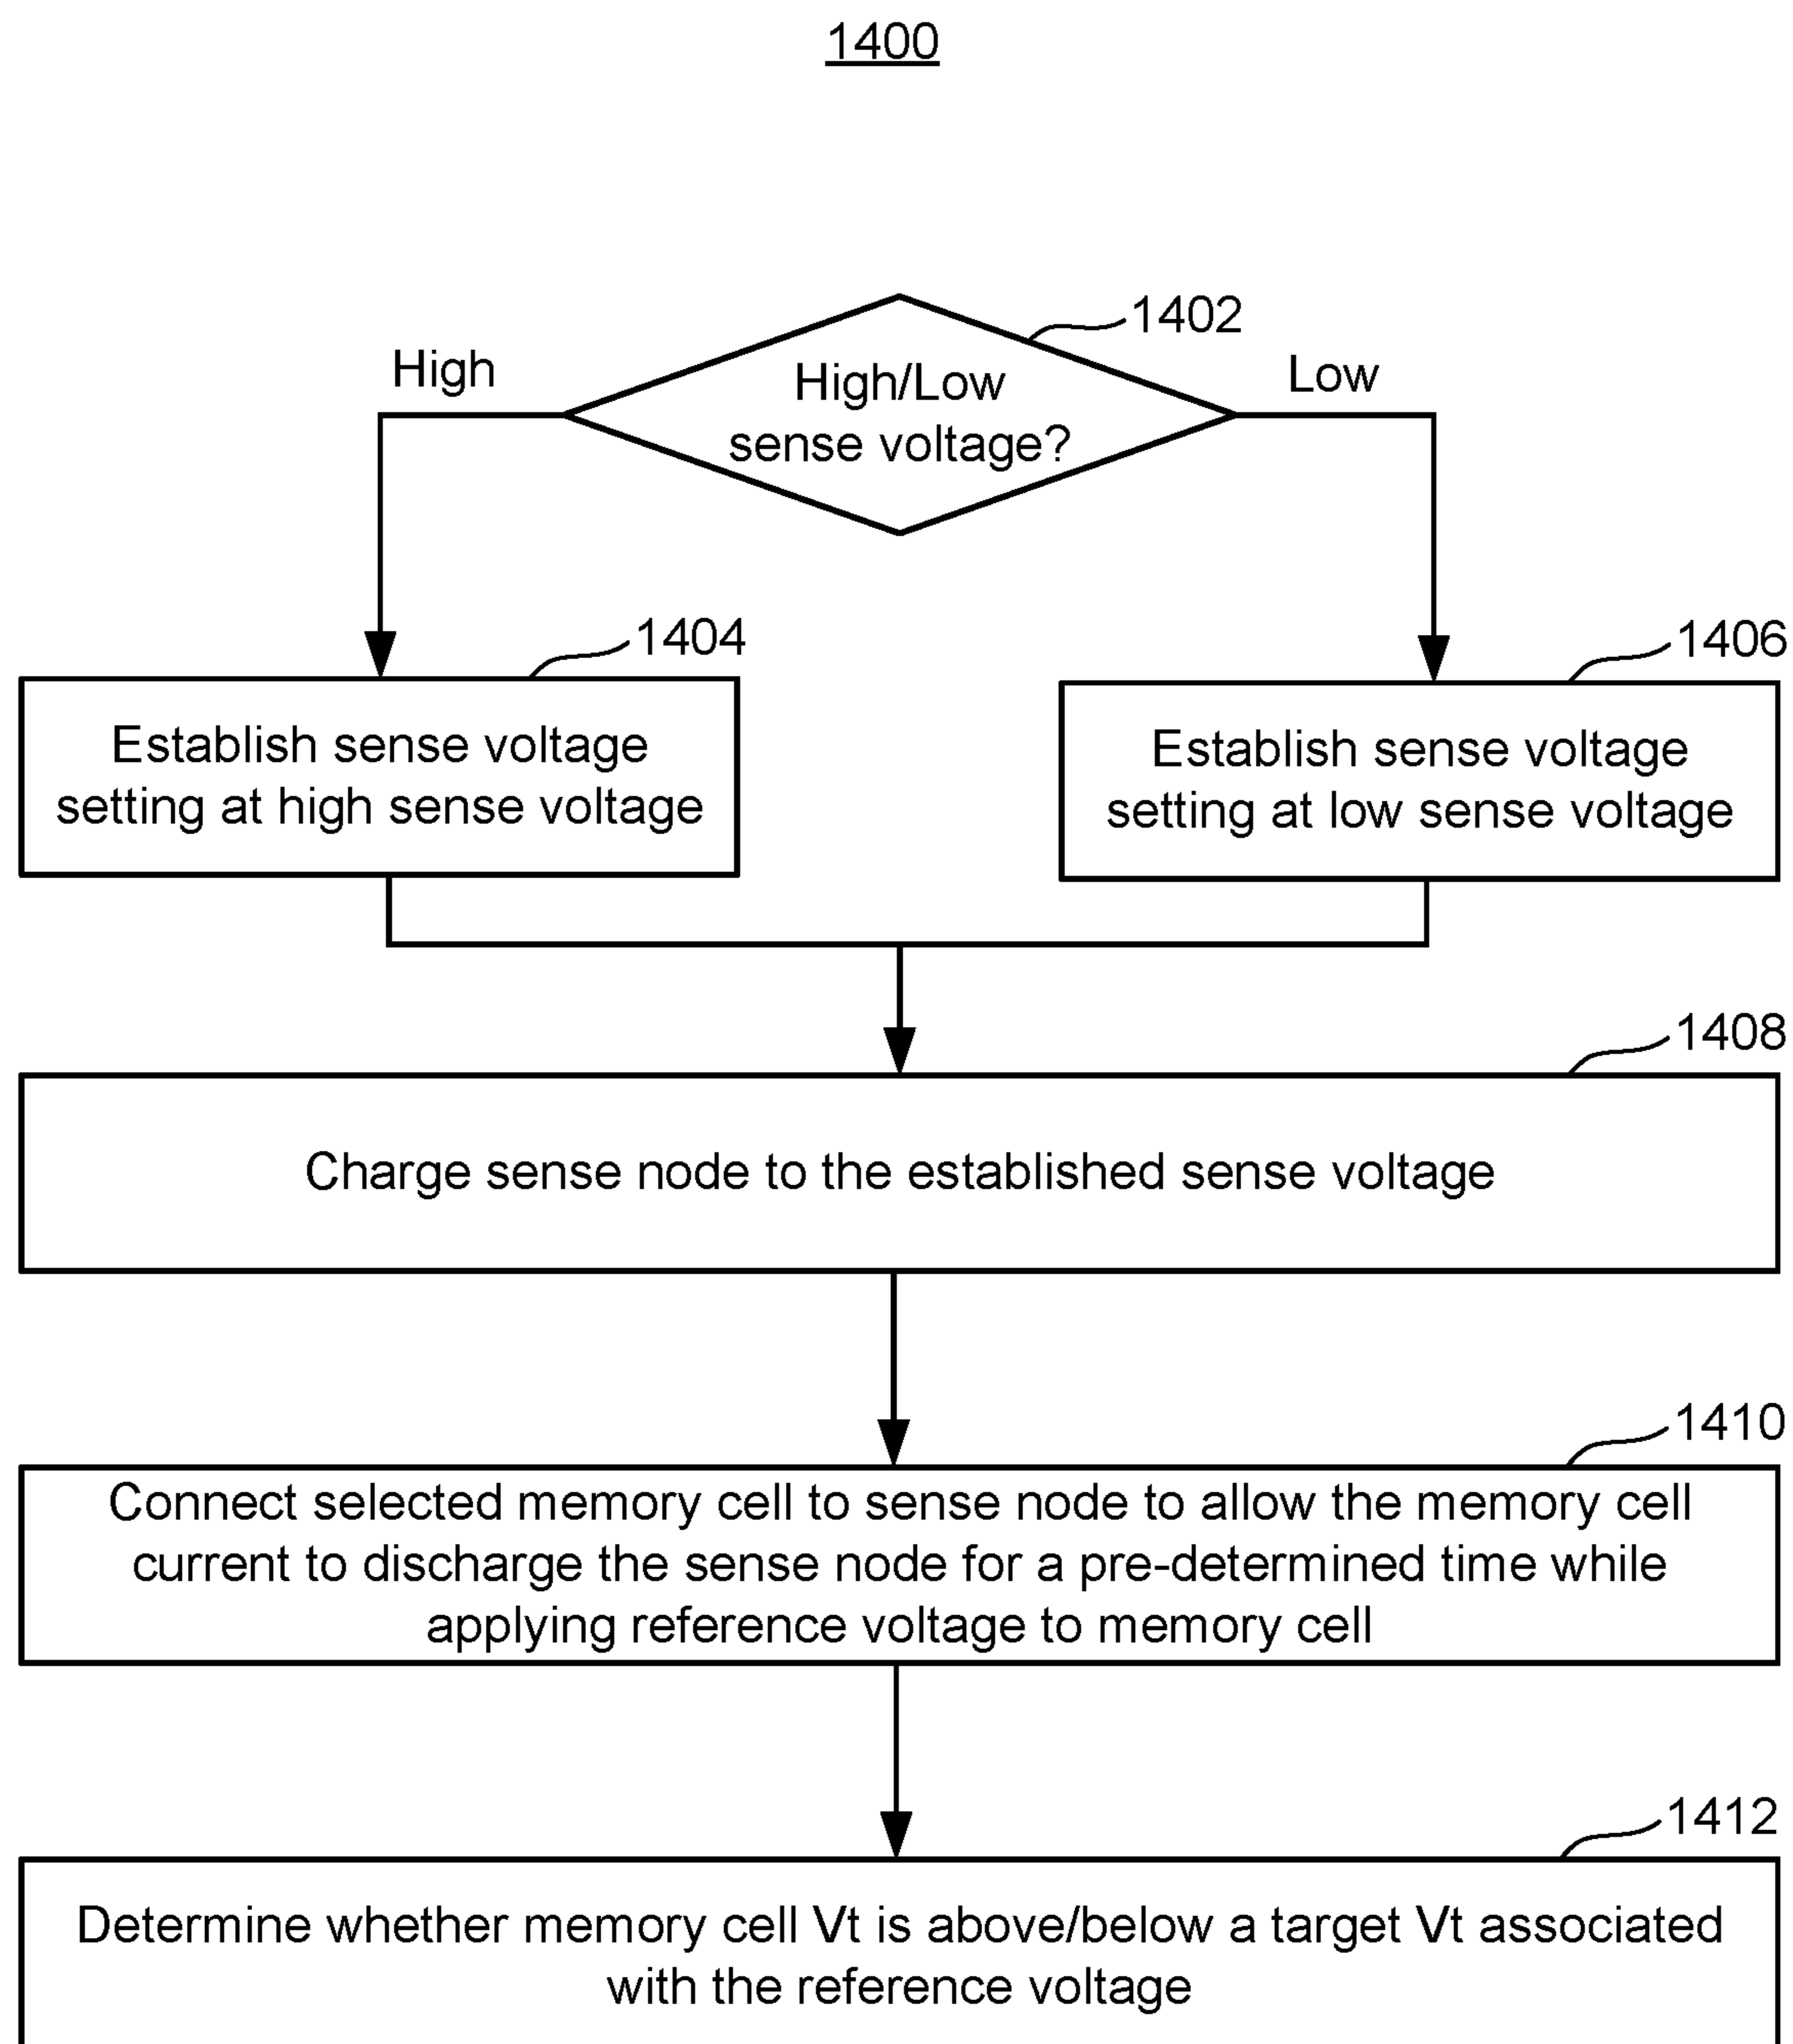 1400
1402
High
High/Low
Low
sense voltage?
1404
1406
Establish sense voltage
setting at high sense voltage
Establish sense voltage
setting at low sense voltage
1408
Charge sense node to the established sense voltage
1410
Connect selected memory cell to sense node to allow the memory cell
current to discharge the sense node for a pre-determined time while
applying reference voltage to memory cell
1412
Determine whether memory cell Vt is above/below a target Vt associated
with the reference voltage